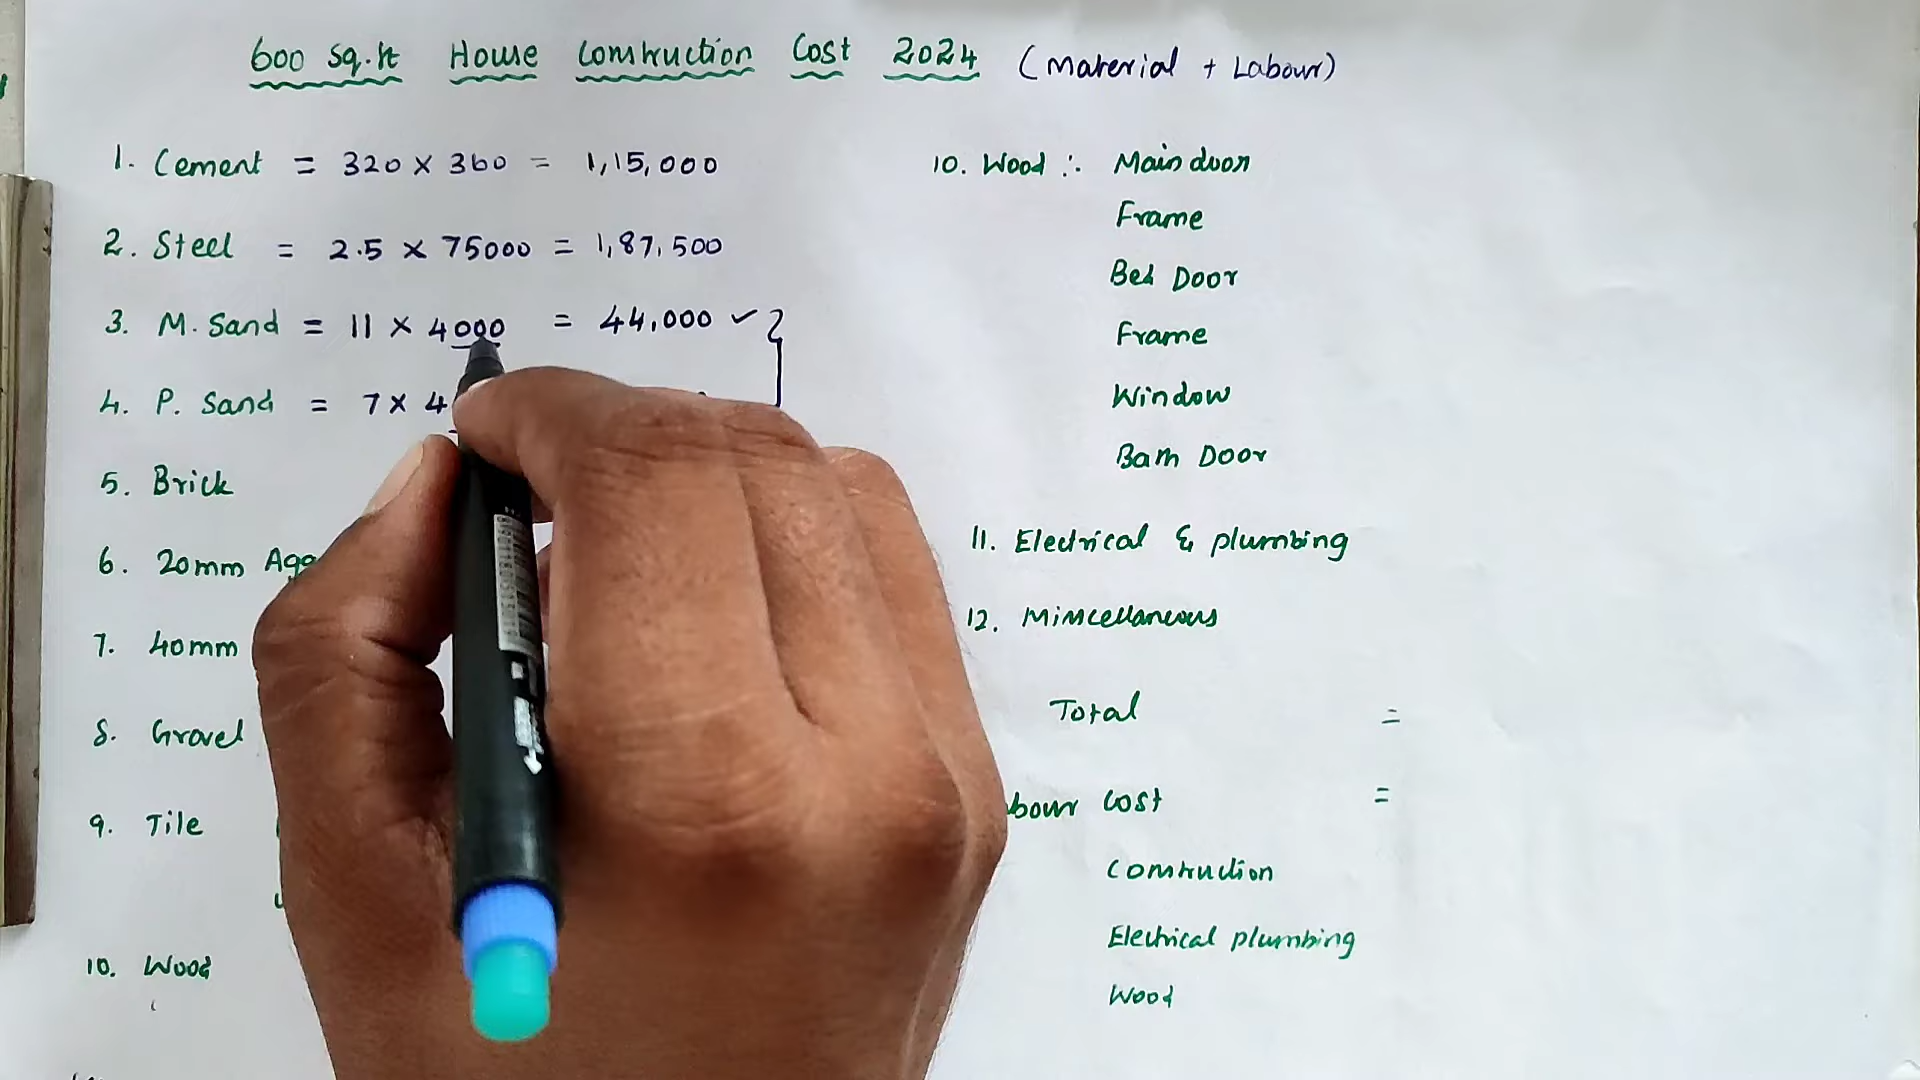 600 Sq.ft House Construction Cost 2024 (Material + Labour)
1. Cement = 320 × 360 = 1,15,000
2. Steel = 2.5 × 75000 = 1,87,500
3. M. Sand = 11 × 4000 = 44,000 ✓
4. P. Sand = 7 × 4
5. Brick
6. 20mm Agg
7. 40mm
8. Gravel
9. Tile
10. Wood
10. Wood :. Main door
Frame
Bed Door
Frame
Window
Bath Door
11. Electrical & plumbing
12. Mimcellaneous
Total =
bour Cost =
Construction
Electrical plumbing
Wood